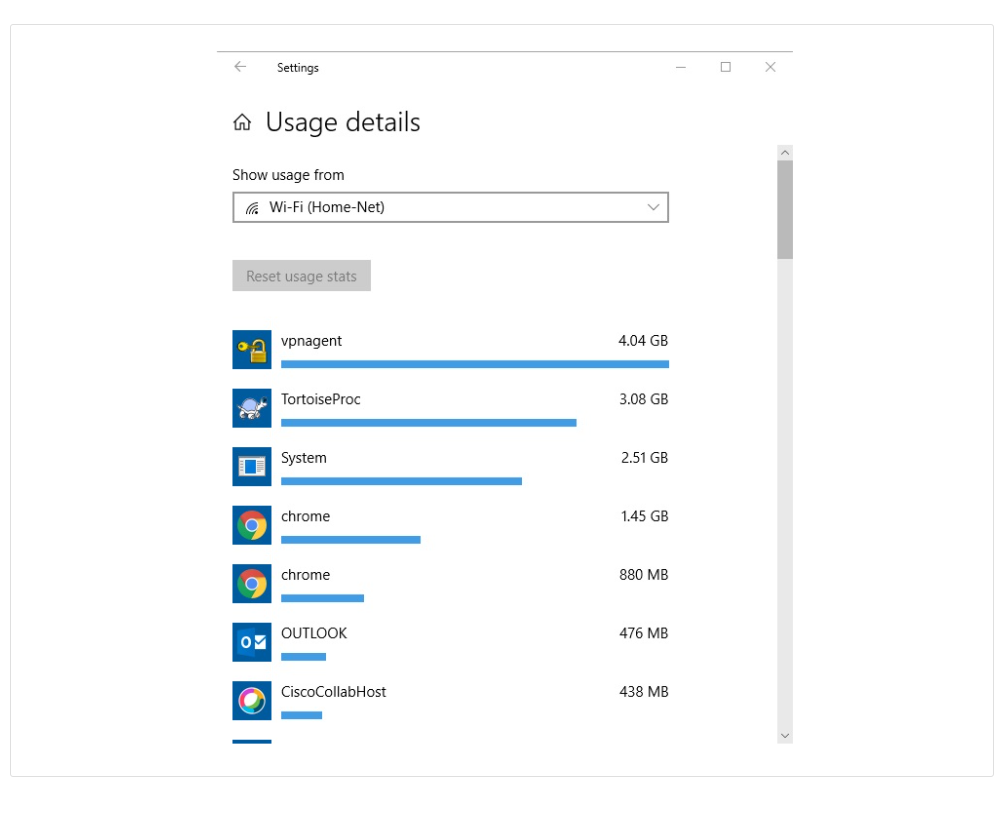 Settings
Usage details
Show usage from
Wi-Fi (Home-Net)
Reset usage stats
vpnagent 4.04 GB
TortoiseProc 3.08 GB
System 2.51 GB
chrome 1.45 GB
chrome 880 MB
OUTLOOK 476 MB
CiscoCollabHost 438 MB